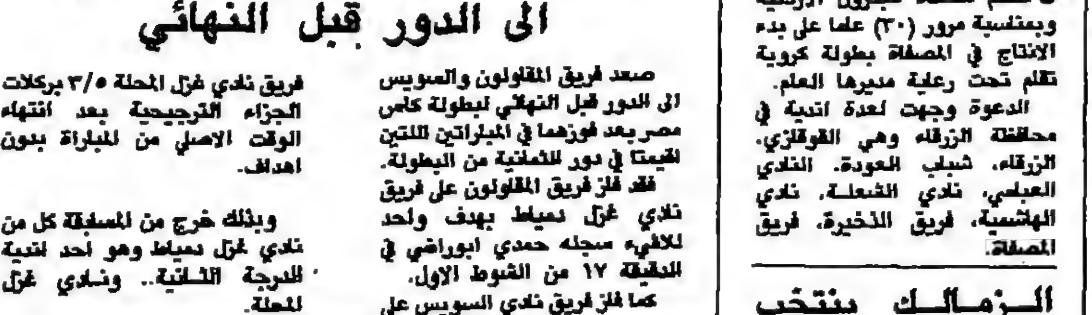 الى الدور قبل النهائي
صعد فريق المقاولون والسويس
الى الدور قبل النهائي لبطولة كاس
مصر بعد فوزهما في المباراتين اللتين
اقيمتا في دور الثمانية من البطولة.
فقد فاز فريق المقاولون على فريق
نادي غزل دمياط بهدف واحد
للاشيء سجله حمدي ابوراضي في
الدقيقة ١٧ من الشوط الاول.
كما فاز فريق نادي السويس على
فريق نادي غزل المحلة ٣/٥ بركلات
الجزاء الترجيحية بعد انتهاء
الوقت الاصلي من المباراة بدون
اهداف.
وبذلك خرج من المسابقة كل من
نادي غزل دمياط وهو احد اندية
الدرجة الثانية.. ونادي غزل
المحلة.
وبمناسبة مرور (٣٠) عاما على بدء
الانتاج في المصفاة بطولة كروية
تقام تحت رعاية مديرها العام.
الدعوة وجهت لعدة اندية في
محافظة الزرقاء وهي القوقازي،
الزرقاء، شباب العودة، النادي
العباسي، نادي الشعلة، نادي
الهاشمية، فريق الذخيرة، فريق
المصفاة.
الـزمـالـك ينتخب